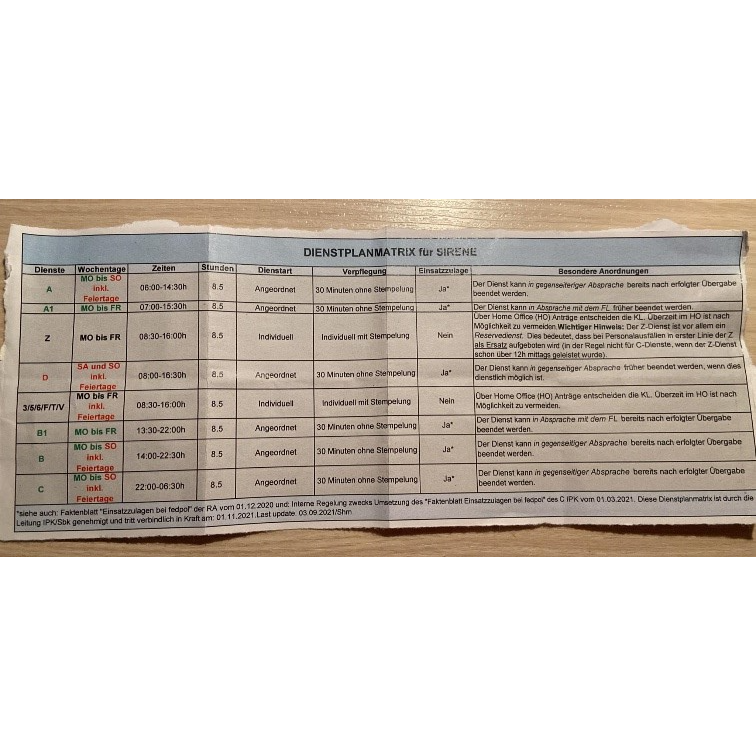 DIENSTPLANMATRIX für SIRENE
Dienste Wochentage Zeiten Stunden Dienstart Verpflegung Einsatzzulage Besondere Anordnungen
A MO bis SO inkl. Feiertage 06:00-14:30h 8.5 Angeordnet 30 Minuten ohne Stempelung Ja* Der Dienst kann in gegenseitiger Absprache bereits nach erfolgter Übergabe
beendet werden.
A1 MO bis FR 07:00-15:30h 8.5 Angeordnet 30 Minuten ohne Stempelung Ja* Der Dienst kann in Absprache mit dem FL früher beendet werden.
Z MO bis FR 08:30-16:00h 8.5 Individuell Individuell mit Stempelung Nein Über Home Office (HO) Anträge entscheiden die KL. Überzeit im HO ist nach
Möglichkeit zu vermeiden Wichtiger Hinweis: Der Z-Dienst ist vor allem ein
Reservedienst. Dies bedeutet, dass bei Personalausfällen in erster Linie der Z
als Ersatz aufgeboten wird (in der Regel nicht für C-Dienste, wenn der Z-Dienst
schon über 12h mittags geleistet wurde).
D SA und SO inkl. Feiertage 08:00-16:30h 8.5 Angeordnet 30 Minuten ohne Stempelung Ja* Der Dienst kann in gegenseitiger Absprache früher beendet werden, wenn dies
dienstlich möglich ist.
3/5/6/F/T/V MO bis FR inkl. Feiertage 08:30-16:00h 8.5 Individuell Individuell mit Stempelung Nein Über Home Office (HO) Anträge entscheiden die KL. Überzeit im HO ist nach
Möglichkeit zu vermeiden.
B1 MO bis FR 13:30-22:00h 8.5 Angeordnet 30 Minuten ohne Stempelung Ja* Der Dienst kann in Absprache mit dem FL bereits nach erfolgter Übergabe
beendet werden.
B MO bis SO inkl. Feiertage 14:00-22:30h 8.5 Angeordnet 30 Minuten ohne Stempelung Ja* Der Dienst kann in gegenseitiger Absprache bereits nach erfolgter Übergabe
beendet werden.
C MO bis SO inkl. Feiertage 22:00-06:30h 8.5 Angeordnet 30 Minuten ohne Stempelung Ja* Der Dienst kann in gegenseitiger Absprache bereits nach erfolgter Übergabe
beendet werden.
*siehe auch: Faktenblatt "Einsatzzulagen bei fedpol" der RA vom 01.12.2020 und; Interne Regelung zwecks Umsetzung des "Faktenblatt Einsatzzulagen bei fedpol" des C IPK vom 01.03.2021. Diese Dienstplanmatrix ist durch die
Leitung IPK/Sbk genehmigt und tritt verbindlich in Kraft am: 01.11.2021.Last update: 03.09.2021/Shm